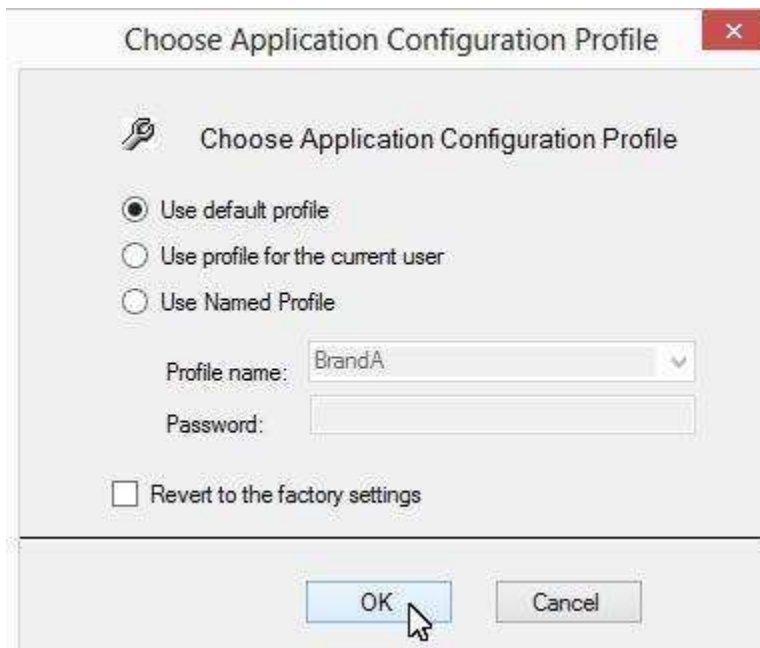 Choose Application Configuration Profile
Choose Application Configuration Profile
Use default profile
Use profile for the current user
Use Named Profile
Profile name: BrandA
Password:
Revert to the factory settings
OK Cancel